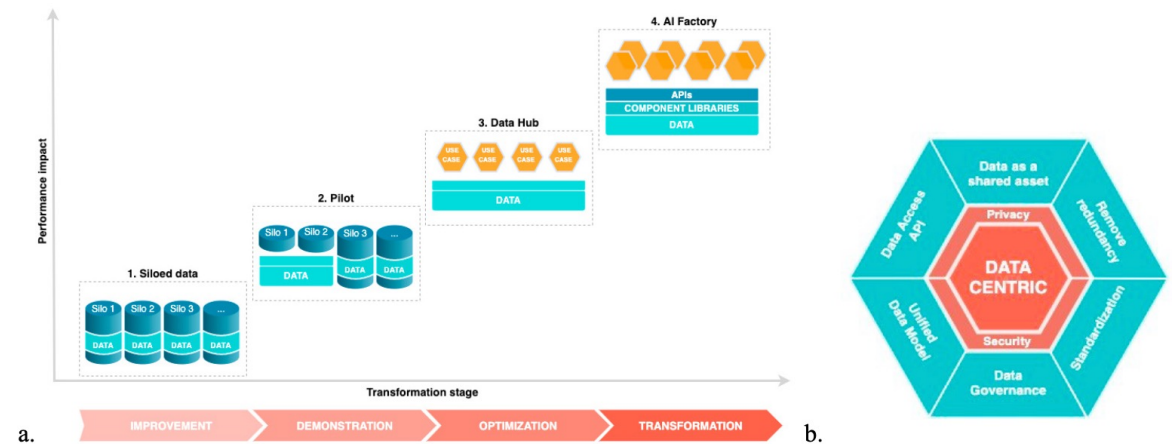 4. AI Factory
APIs
COMPONENT LIBRARIES
DATA
3. Data Hub
USE CASE
USE CASE
USE CASE
USE CASE
DATA
2. Pilot
Silo 1
Silo 2
Silo 3
...
DATA
DATA
DATA
1. Siloed data
Silo 1
Silo 2
Silo 3
...
DATA
DATA
DATA
DATA
Performance impact
Transformation stage
a.
IMPROVEMENT
DEMONSTRATION
OPTIMIZATION
TRANSFORMATION
Data as a
shared asset
Remove
redundancy
Standardization
Data
Governance
Unified
Data Model
Data Access
API
Privacy
DATA
CENTRIC
Security
b.